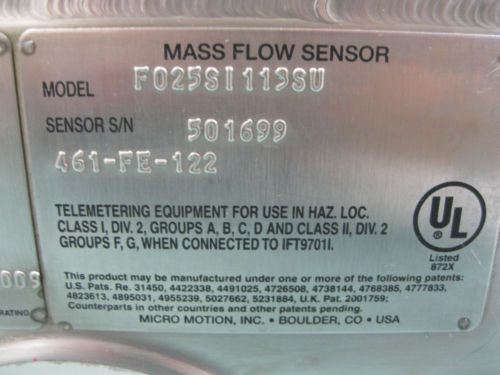 MASS FLOW SENSOR
MODEL F025SI113SU
SENSOR S/N 501699
461-FE-122
TELEMETERING EQUIPMENT FOR USE IN HAZ. LOC.
CLASS I, DIV. 2, GROUPS A, B, C, D AND CLASS II, DIV. 2
GROUPS F, G, WHEN CONNECTED TO IFT9701I.
UL
Listed
872X
This product may be manufactured under one or more of the following patents:
U.S. Pats. Re. 31450, 4422338, 4491025, 4726508, 4738144, 4768385, 4777833,
4823613, 4895031, 4955239, 5027662, 5231884, U.K. Pat. 2001759;
Counterparts in other countries and other patents pending.
MICRO MOTION, INC. • BOULDER, CO • USA